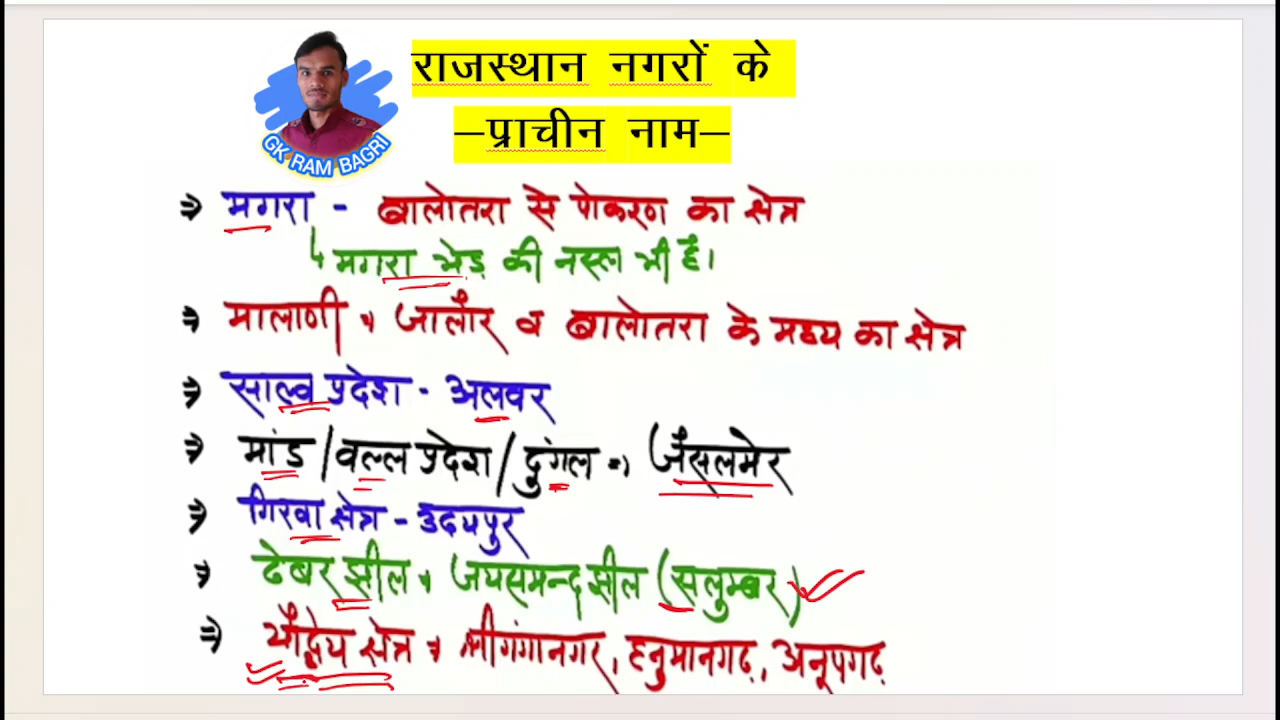 राजस्थान नगरों के
–प्राचीन नाम–
GK RAM BAGRI
⇒ मगरा - बालोतरा से पोकरण का क्षेत्र
↳ मगरा भेड़ की नस्ल भी है।
⇒ मालाणी ⇒ जालौर व बालोतरा के मध्य का क्षेत्र
⇒ साल्व प्रदेश - अलवर
⇒ मांड / वल्ल प्रदेश / दुंगल ⇒ जैसलमेर
⇒ गिरवा क्षेत्र - उदयपुर
⇒ ढेबर झील ⇒ जयसमन्द झील (सलुम्बर)
⇒ यौद्धेय क्षेत्र ⇒ श्रीगंगानगर, हनुमानगढ़, अनूपगढ़